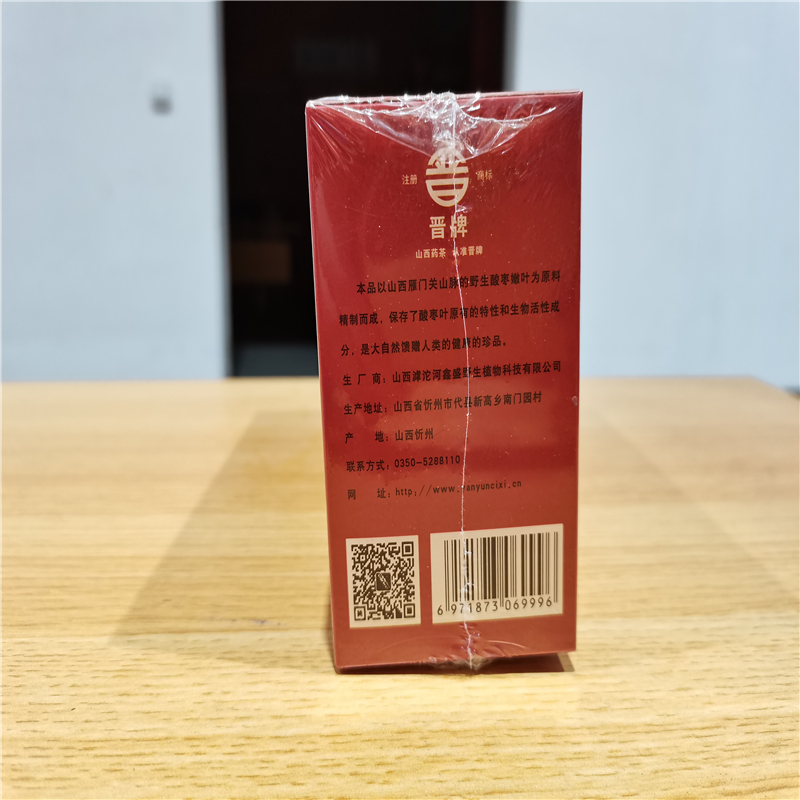 注册 商标
晋牌
山西药茶 认准晋牌
本品以山西雁门关山脉的野生酸枣嫩叶为原料
精制而成，保存了酸枣叶原有的特性和生物活性成
分，是大自然馈赠人类的健康的珍品。
生 厂 商：山西滹沱河鑫盛野生植物科技有限公司
生产地址：山西省忻州市代县新高乡南门园村
产 地：山西忻州
联系方式：0350-5288110
网 址：http://www.yanyuncixi.cn
6 971873 069996